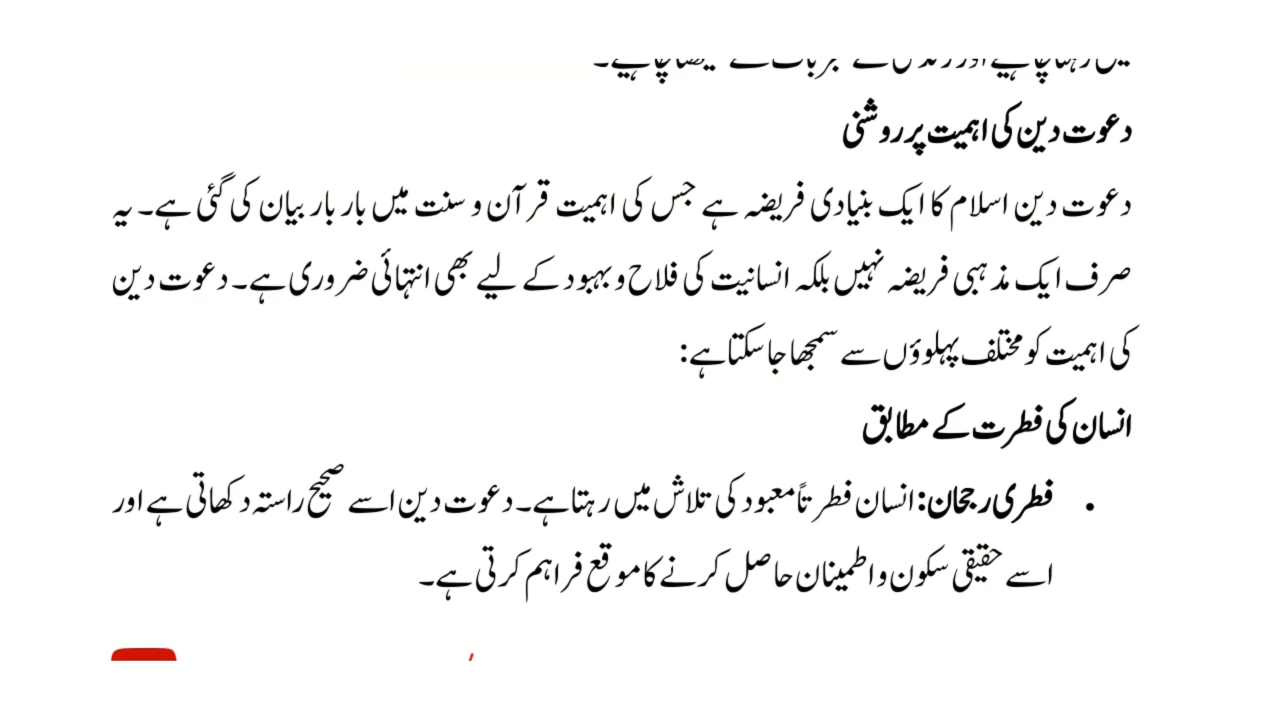 دعوت دین کی اہمیت پر روشنی
دعوت دین اسلام کا ایک بنیادی فریضہ ہے جس کی اہمیت قرآن و سنت میں بار بار بیان کی گئی ہے۔ یہ
صرف ایک مذہبی فریضہ نہیں بلکہ انسانیت کی فلاح و بہبود کے لیے بھی انتہائی ضروری ہے۔ دعوت دین
کی اہمیت کو مختلف پہلوؤں سے سمجھا جا سکتا ہے:
انسان کی فطرت کے مطابق
• فطری رجحان: انسان فطرتاً معبود کی تلاش میں رہتا ہے۔ دعوت دین اسے صحیح راستہ دکھاتی ہے اور
اسے حقیقی سکون و اطمینان حاصل کرنے کا موقع فراہم کرتی ہے۔